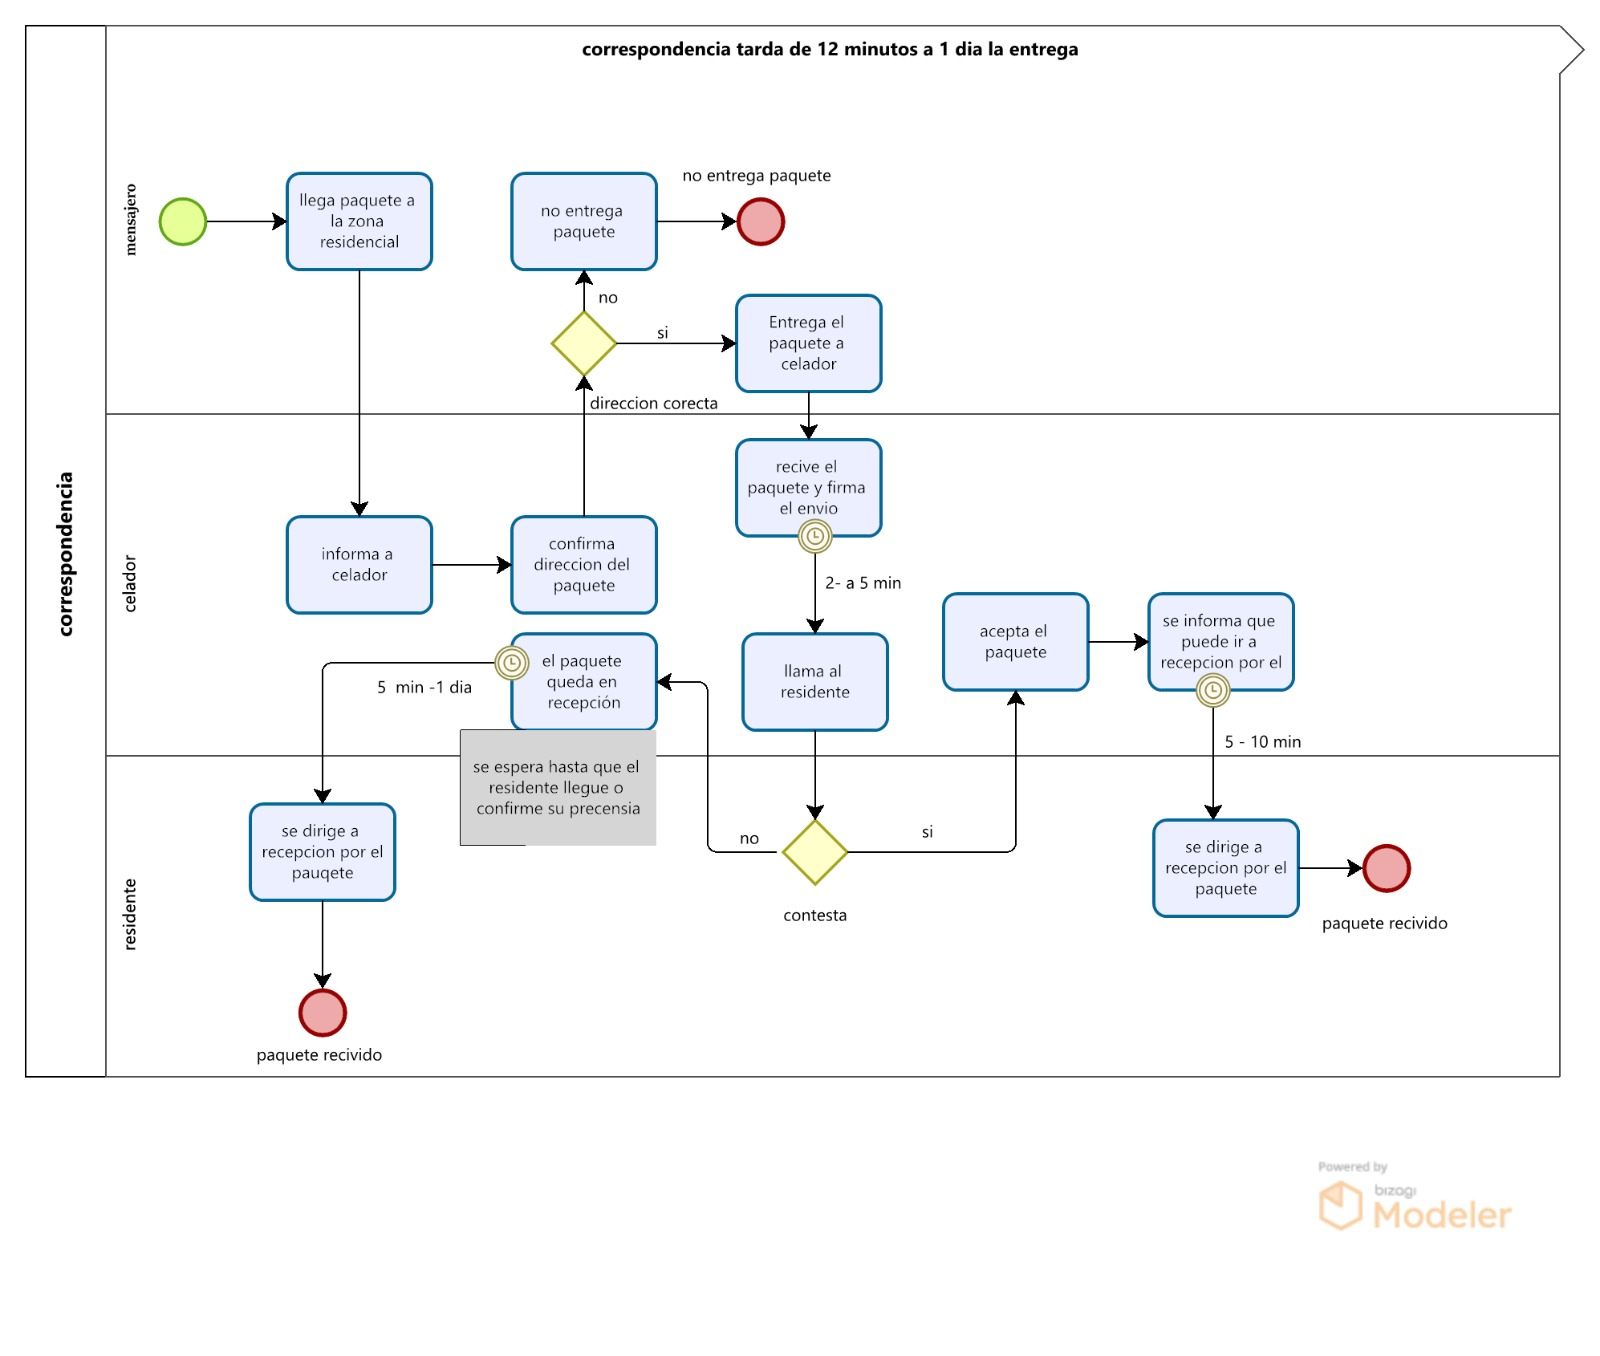 correspondencia tarda de 12 minutos a 1 dia la entrega
correspondencia
mensajero
llega paquete a
la zona
residencial
no entrega
paquete
no entrega paquete
no
si
Entrega el
paquete a
celador
direccion corecta
celador
informa a
celador
confirma
direccion del
paquete
recive el
paquete y firma
el envio
2- a 5 min
llama al
residente
acepta el
paquete
se informa que
puede ir a
recepcion por el
5 - 10 min
el paquete
queda en
recepción
5 min -1 dia
se espera hasta que el
residente llegue o
confirme su precensia
residente
se dirige a
recepcion por el
pauqete
paquete recivido
no
si
contesta
se dirige a
recepcion por el
paquete
paquete recivido
Powered by
bizagi
Modeler